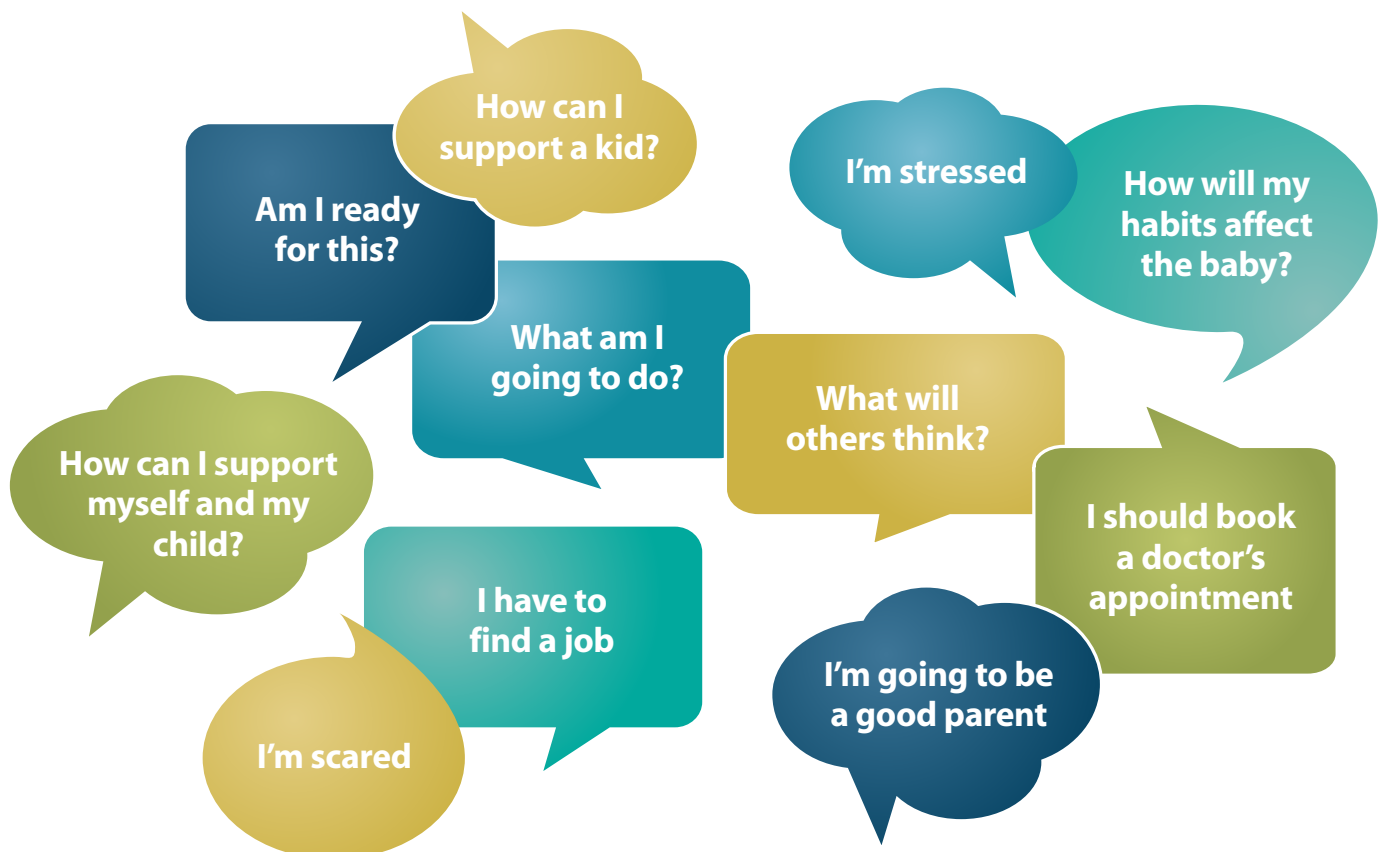 How can I
support a kid?
Am I ready
for this?
I'm stressed
How will my
habits affect
the baby?
What am I
going to do?
What will
others think?
How can I support
myself and my
child?
I should book
a doctor's
appointment
I have to
find a job
I'm going to be
a good parent
I'm scared